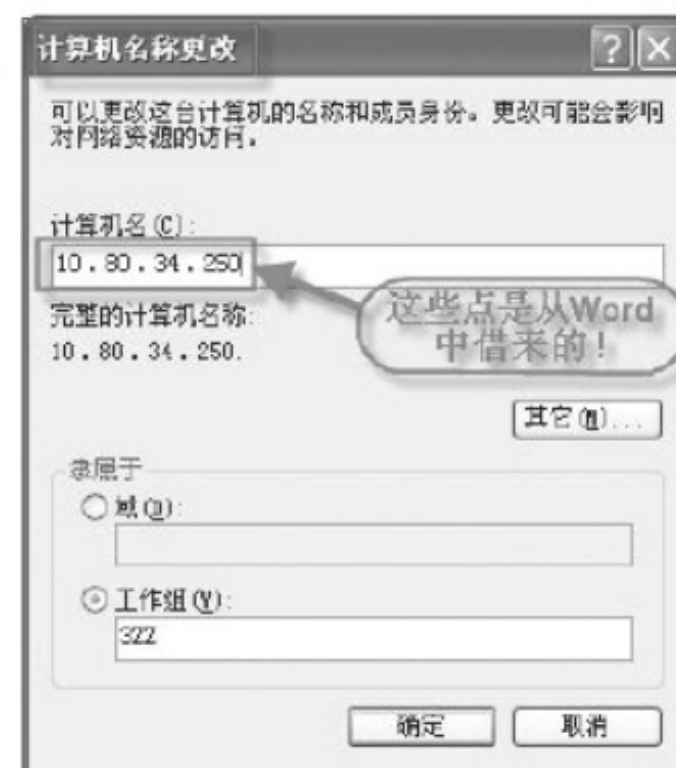 计算机名称更改
可以更改这台计算机的名称和成员身份。更改可能会影响
对网络资源的访问。
计算机名(C):
10．80．34．250
完整的计算机名称:
10．80．34．250.
这些点是从Word
中借来的！
其它(M)...
隶属于
域(D):
工作组(W):
322
确定
取消